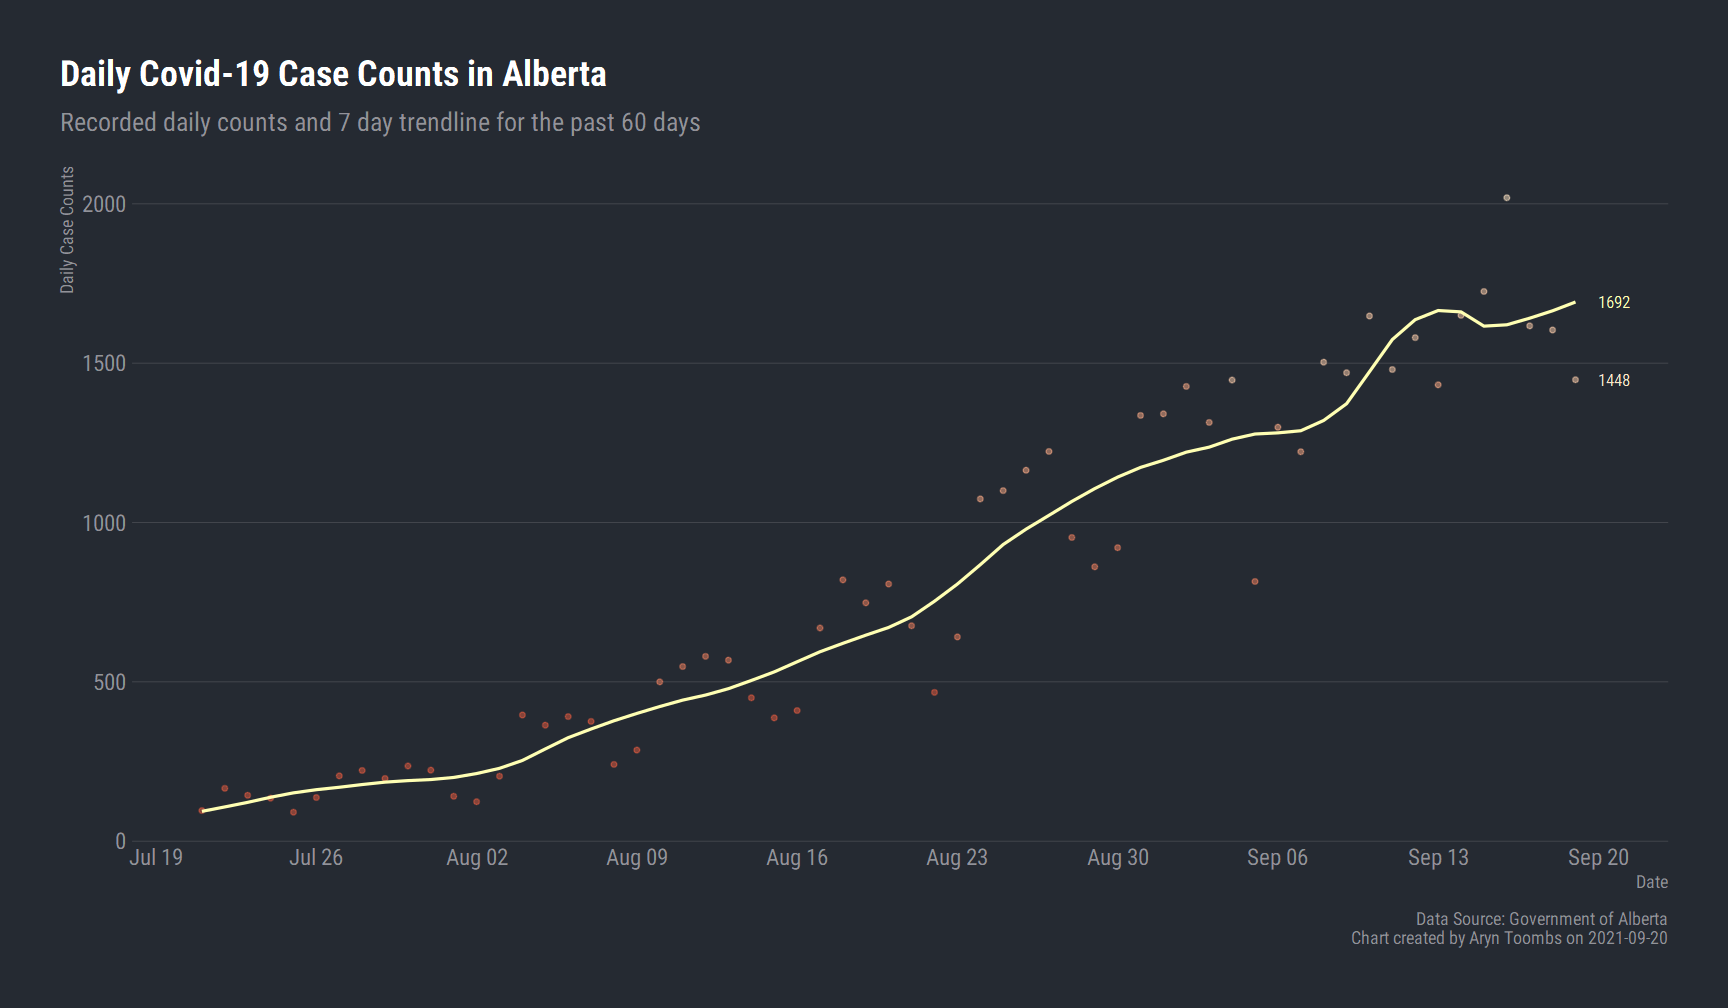 Daily Covid-19 Case Counts in Alberta
Recorded daily counts and 7 day trendline for the past 60 days
Daily Case Counts
2000
1500
1000
500
0
1692
1448
Jul 19 Jul 26 Aug 02 Aug 09 Aug 16 Aug 23 Aug 30 Sep 06 Sep 13 Sep 20
Date
Data Source: Government of Alberta
Chart created by Aryn Toombs on 2021-09-20